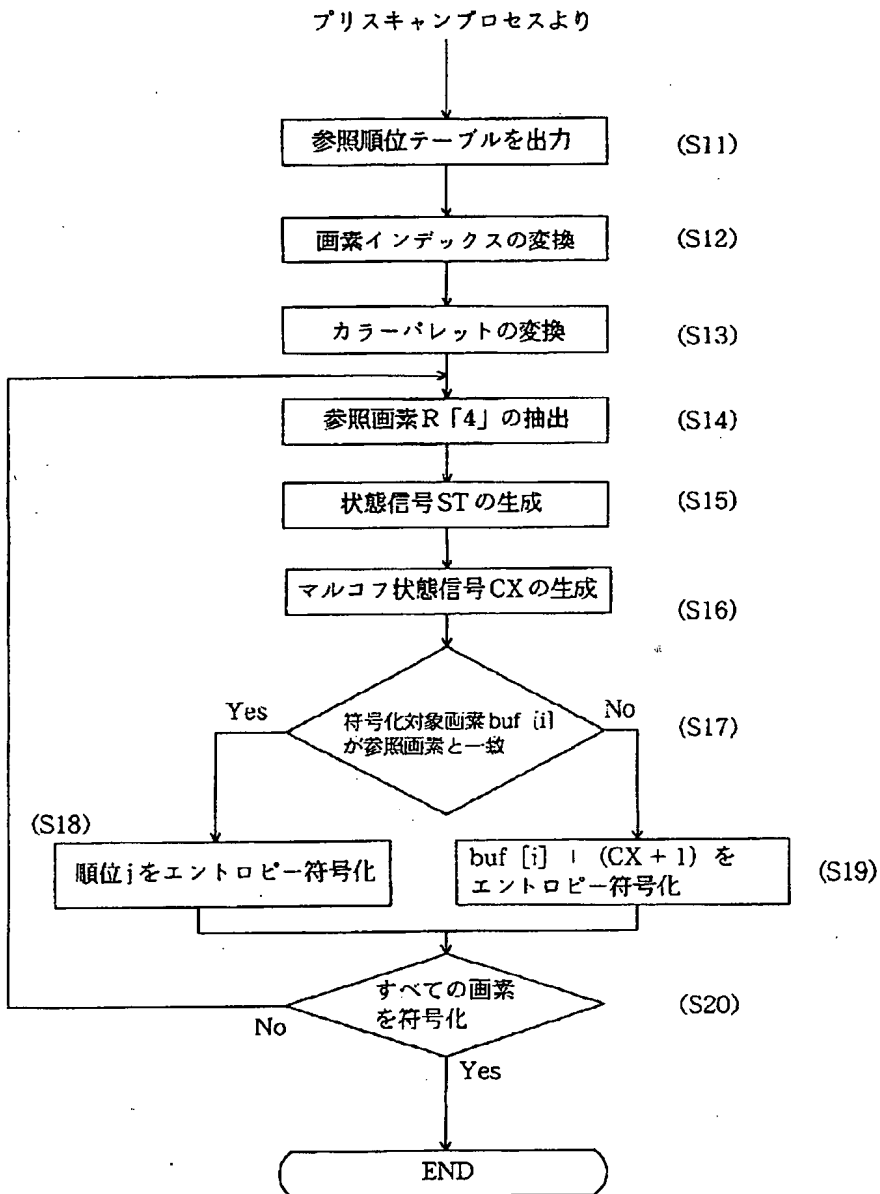 プリスキャンプロセスより
参照順位テーブルを出力
(S11)
画素インデックスの変換
(S12)
カラーパレットの変換
(S13)
参照画素R「4」の抽出
(S14)
状態信号STの生成
(S15)
マルコフ状態信号CXの生成
(S16)
Yes
No
符号化対象画素buf [i]
が参照画素と一致
(S17)
(S18)
順位jをエントロピー符号化
buf [i] + (CX + 1) を
エントロピー符号化
(S19)
すべての画素
を符号化
(S20)
No
Yes
END